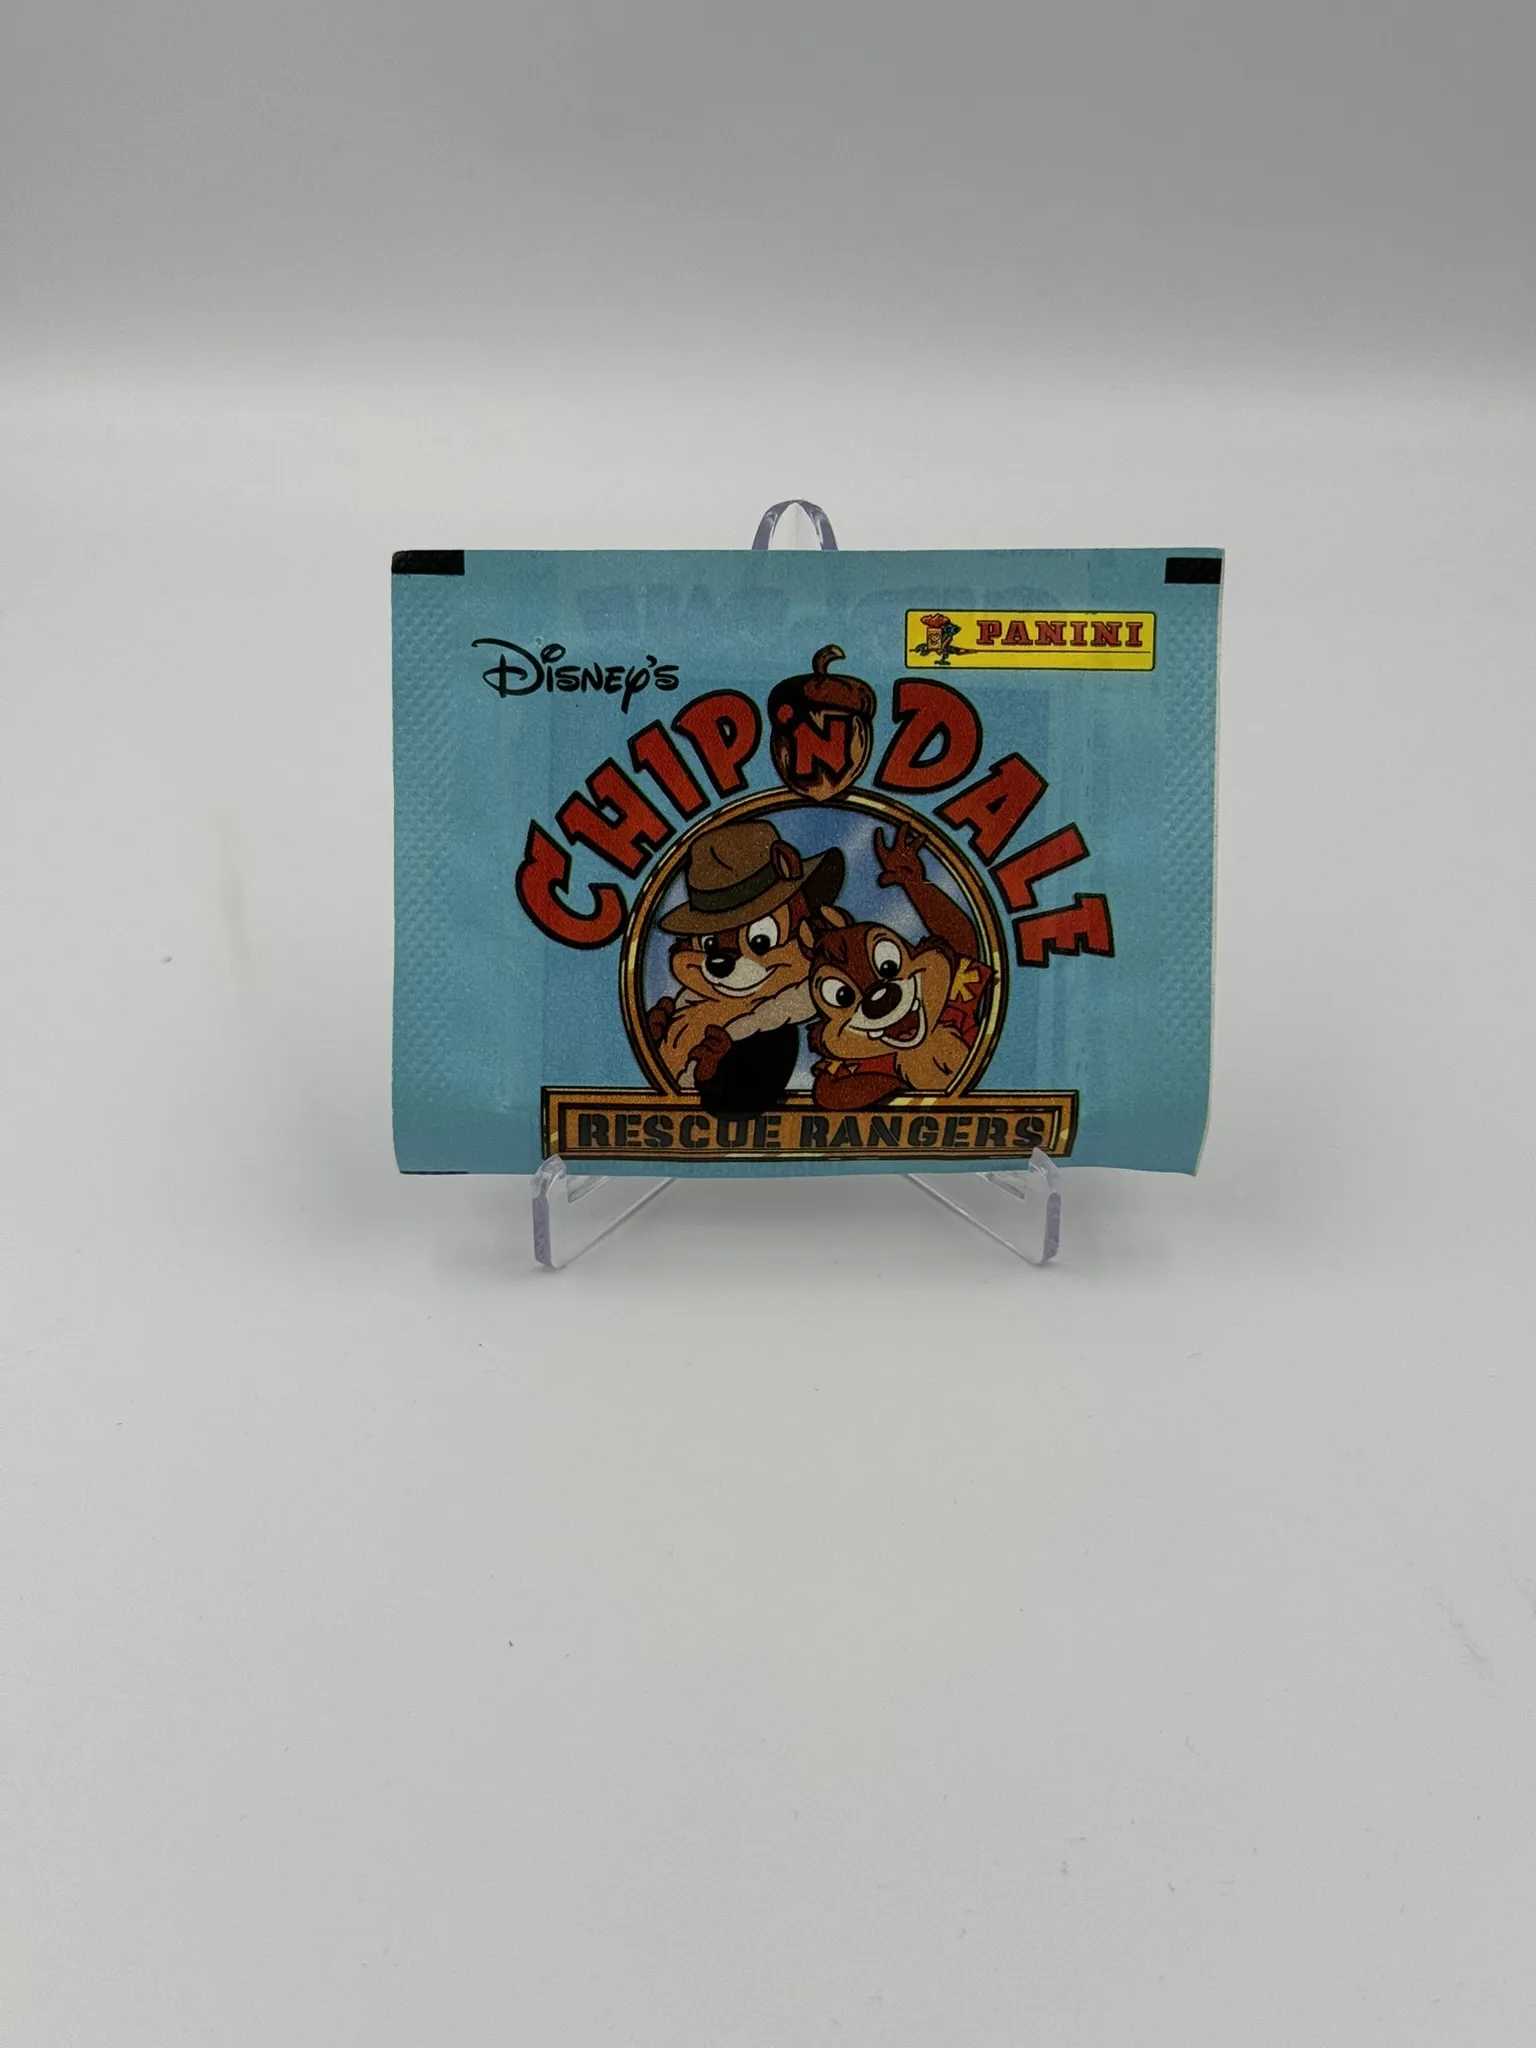 DISNEY'S
PANINI
CHIP 'N DALE
RESCUE RANGERS